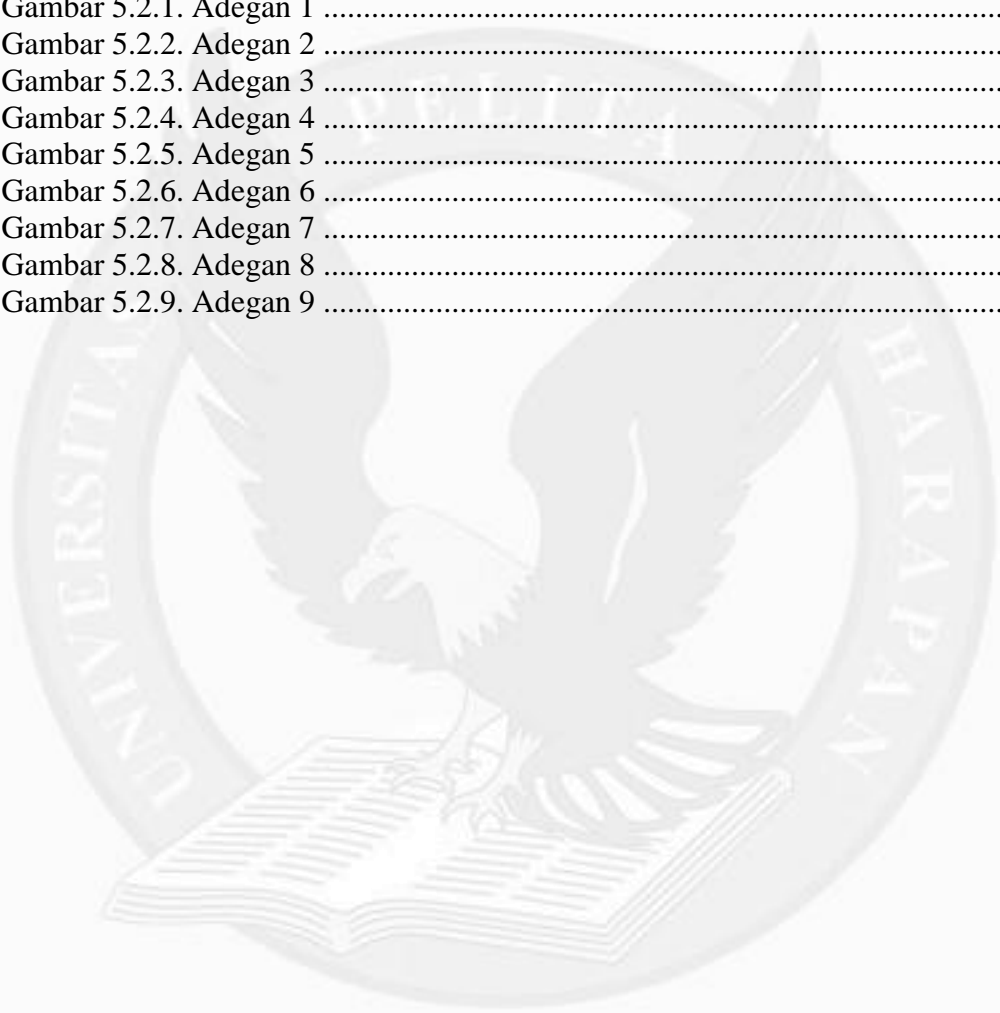 Gambar 5.2.1. Adegan 1 ........................................................................................
Gambar 5.2.2. Adegan 2 ........................................................................................
Gambar 5.2.3. Adegan 3 ........................................................................................
Gambar 5.2.4. Adegan 4 ........................................................................................
Gambar 5.2.5. Adegan 5 ........................................................................................
Gambar 5.2.6. Adegan 6 ........................................................................................
Gambar 5.2.7. Adegan 7 ........................................................................................
Gambar 5.2.8. Adegan 8 ........................................................................................
Gambar 5.2.9. Adegan 9 ........................................................................................
UNIVERSITAS PELITA HARAPAN